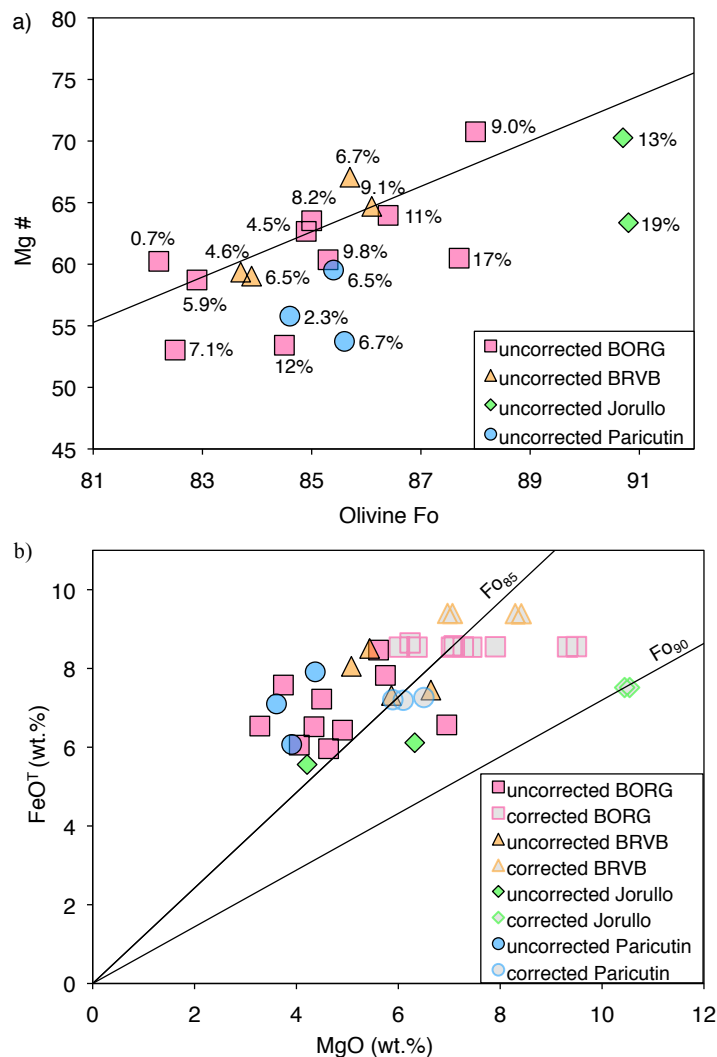 a)
80
75
70
65
60
55
50
45
Mg #
9.0%
13%
6.7%
9.1%
8.2%
4.5%
11%
19%
0.7%
4.6%
9.8%
17%
6.5%
6.5%
5.9%
2.3%
7.1%
12%
6.7%
uncorrected BORG
uncorrected BRVB
uncorrected Jorullo
uncorrected Paricutin
81 83 85 87 89 91
Olivine Fo
b)
10
8
6
4
2
0
FeOᵀ (wt.%)
Fo₈₅
Fo₉₀
uncorrected BORG
corrected BORG
uncorrected BRVB
corrected BRVB
uncorrected Jorullo
corrected Jorullo
uncorrected Paricutin
corrected Paricutin
0 2 4 6 8 10 12
MgO (wt.%)